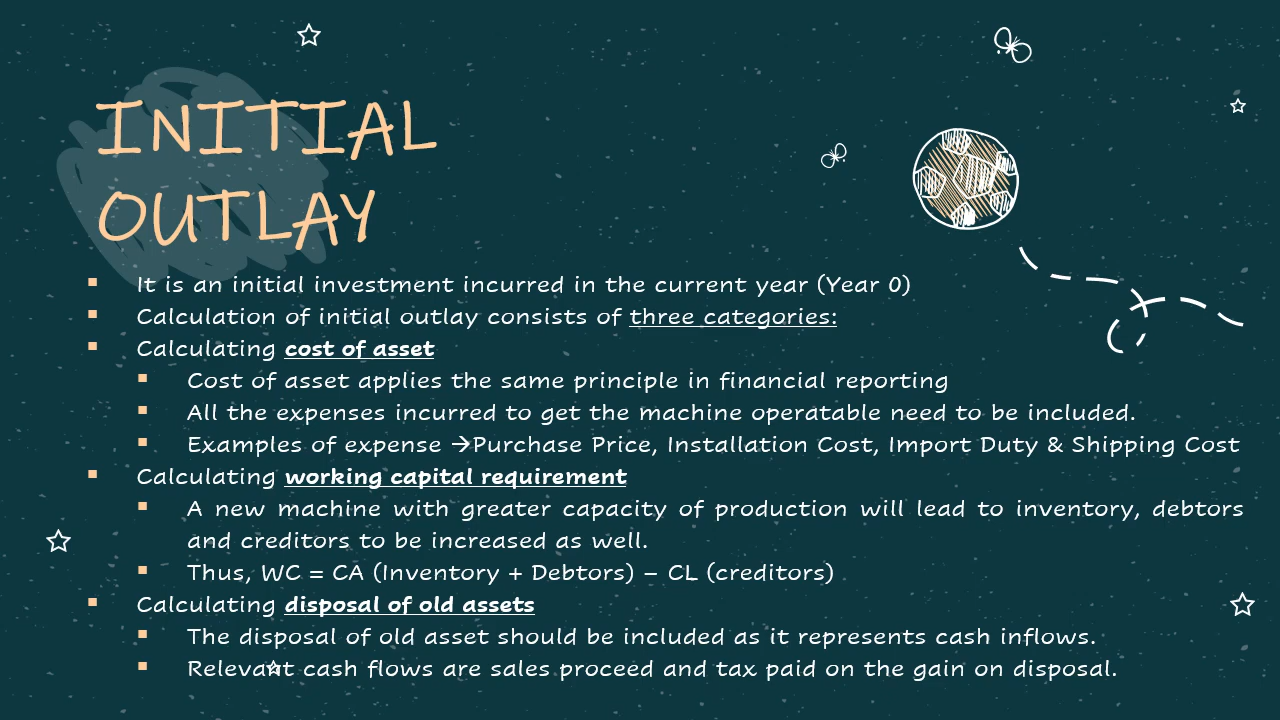 INITIAL
OUTLAY
▪ It is an initial investment incurred in the current year (Year 0)
▪ Calculation of initial outlay consists of three categories:
▪ Calculating cost of asset
▪ Cost of asset applies the same principle in financial reporting
▪ All the expenses incurred to get the machine operatable need to be included.
▪ Examples of expense →Purchase Price, Installation Cost, Import Duty & Shipping Cost
▪ Calculating working capital requirement
▪ A new machine with greater capacity of production will lead to inventory, debtors
and creditors to be increased as well.
▪ Thus, WC = CA (Inventory + Debtors) – CL (creditors)
▪ Calculating disposal of old assets
▪ The disposal of old asset should be included as it represents cash inflows.
▪ Relevant cash flows are sales proceed and tax paid on the gain on disposal.